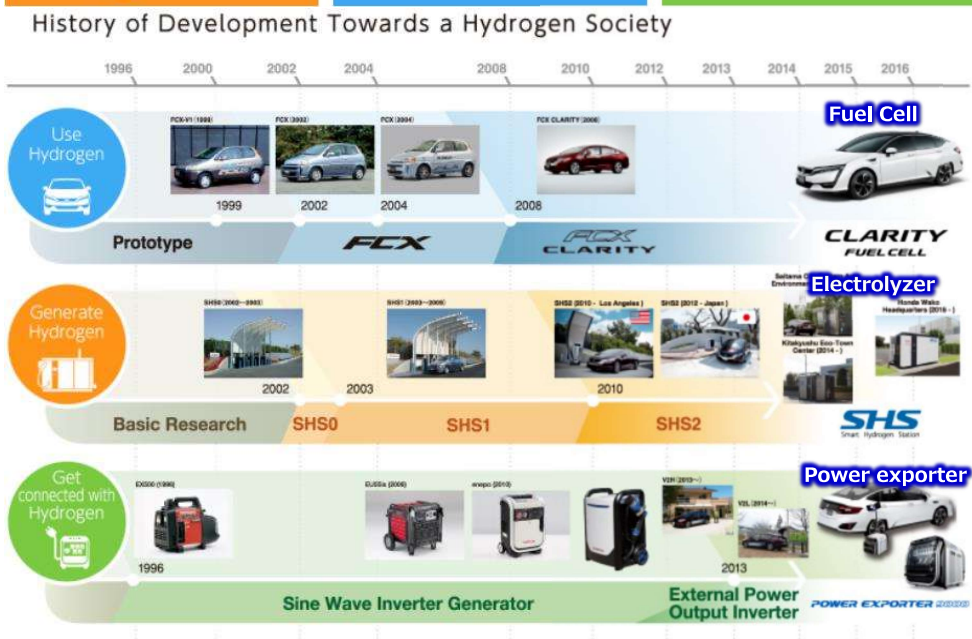 History of Development Towards a Hydrogen Society
1996 2000 2002 2004 2008 2010 2012 2013 2014 2015 2016
Use
Hydrogen
FCX-V1 (1999)
FCX (2002)
FCX (2004)
FCX CLARITY (2008)
Fuel Cell
1999
2002
2004
2008
Prototype
FCX
FCX
CLARITY
CLARITY
FUEL CELL
Generate
Hydrogen
SHS0 (2002~2003)
SHS1 (2003~2009)
SHS2 (2010 - Los Angeles )
SHS2 (2012 - Japan )
Saitama
Electrolyzer
Kitakyushu Eco-Town
Center (2014 - )
Honda Wako
Headquarters (2016 - )
2002
2003
2010
Basic Research
SHS0
SHS1
SHS2
SHS
Smart Hydrogen Station
Get
connected with
Hydrogen
EX500 (1996)
EU55is (2006)
enepo (2010)
V2H (2013~)
V2L (2014~)
Power exporter
1996
2013
Sine Wave Inverter Generator
External Power
Output Inverter
POWER EXPORTER 9000